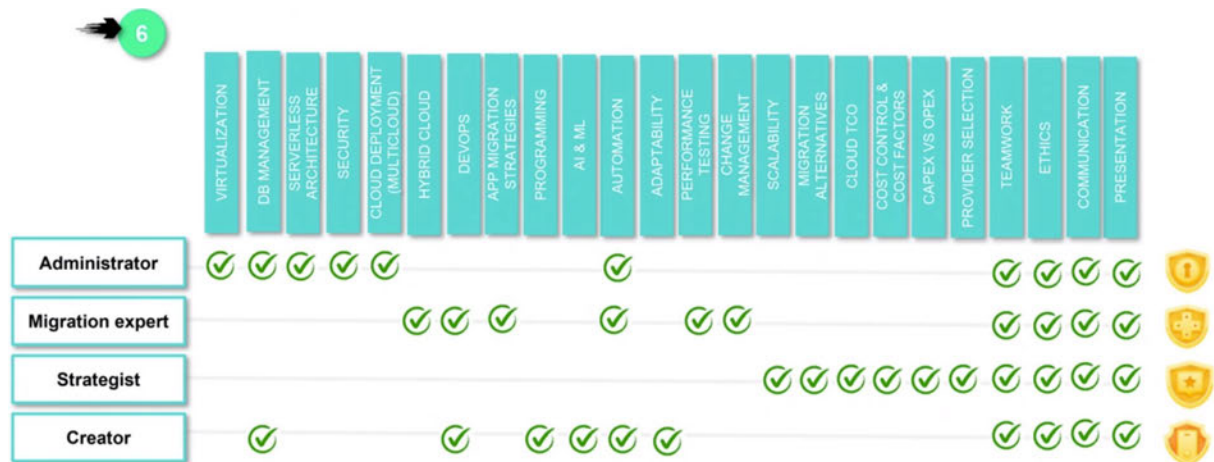 6
VIRTUALIZATION
DB MANAGEMENT
SERVERLESS
ARCHITECTURE
SECURITY
CLOUD DEPLOYMENT
(MULTICLOUD)
HYBRID CLOUD
DEVOPS
APP MIGRATION
STRATEGIES
PROGRAMMING
AI & ML
AUTOMATION
ADAPTABILITY
PERFORMANCE
TESTING
CHANGE
MANAGEMENT
SCALABILITY
MIGRATION
ALTERNATIVES
CLOUD TCO
COST CONTROL &
COST FACTORS
CAPEX VS OPEX
PROVIDER SELECTION
TEAMWORK
ETHICS
COMMUNICATION
PRESENTATION
Administrator
Migration expert
Strategist
Creator